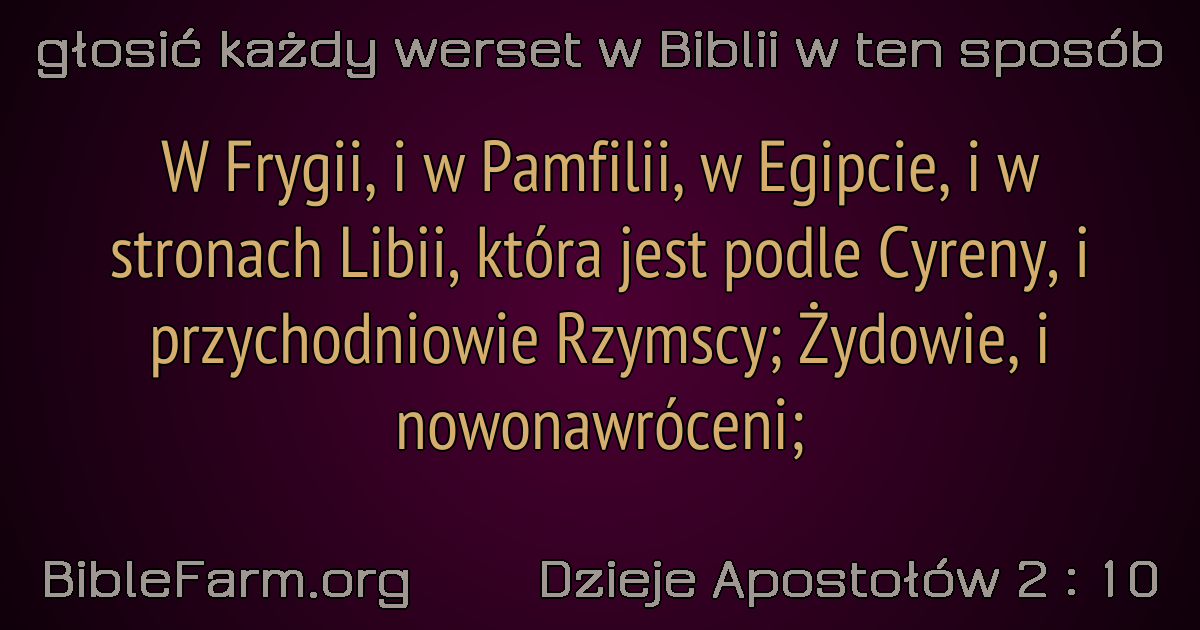 głosić każdy werset w Biblii w ten sposób
W Frygii, i w Pamfilii, w Egipcie, i w
stronach Libii, która jest podle Cyreny, i
przychodniowie Rzymscy; Żydowie, i
nowonawróceni;
BibleFarm.org
Dzieje Apostołów 2 : 10